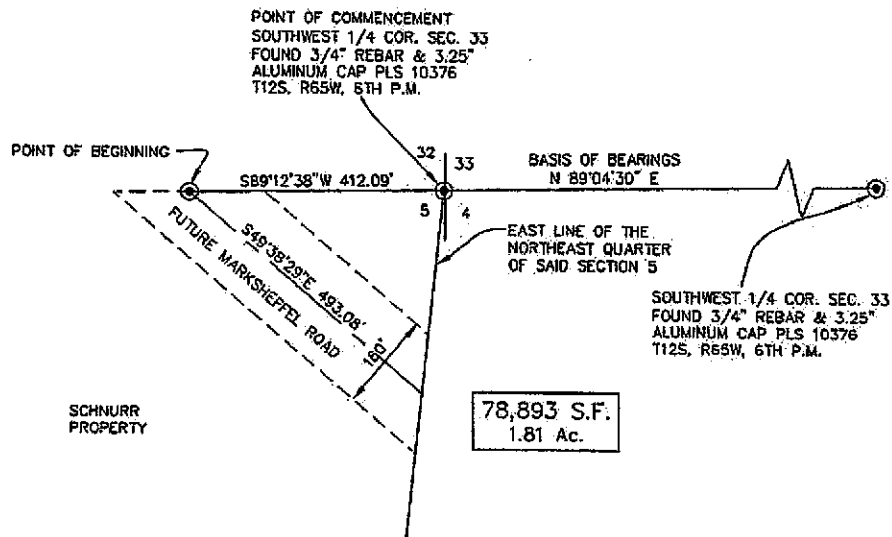 POINT OF COMMENCEMENT
SOUTHWEST 1/4 COR. SEC. 33
FOUND 3/4" REBAR & 3.25"
ALUMINUM CAP PLS 10376
T12S, R65W, 6TH P.M.
POINT OF BEGINNING
32
33
S89°12'38"W 412.09'
BASIS OF BEARINGS
N 89°04'30" E
5
4
EAST LINE OF THE
NORTHEAST QUARTER
OF SAID SECTION 5
S49°38'29"E 493.08'
FUTURE MARKSHEFFEL ROAD
160'
SOUTHWEST 1/4 COR. SEC. 33
FOUND 3/4" REBAR & 3.25"
ALUMINUM CAP PLS 10376
T12S, R65W, 6TH P.M.
SCHNURR
PROPERTY
78,893 S.F.
1.81 Ac.